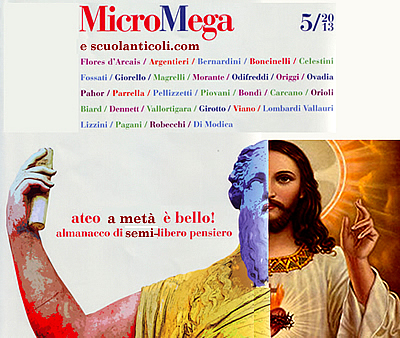 MicroMega 5/2013
e scuolanticoli.com
Flores d'Arcais / Argentieri / Bernardini / Boncinelli / Celestini
Fossati / Giorello / Magrelli / Morante / Odifreddi / Origgi / Ovadia
Pahor / Parrella / Pellizzetti / Piovani / Bondì / Carcano / Orioli
Biard / Dennett / Vallortigara / Girotto / Viano / Lombardi Vallauri
Lizzini / Pagani / Robecchi / Di Modica
ateo a metà è bello!
almanacco di semi-libero pensiero